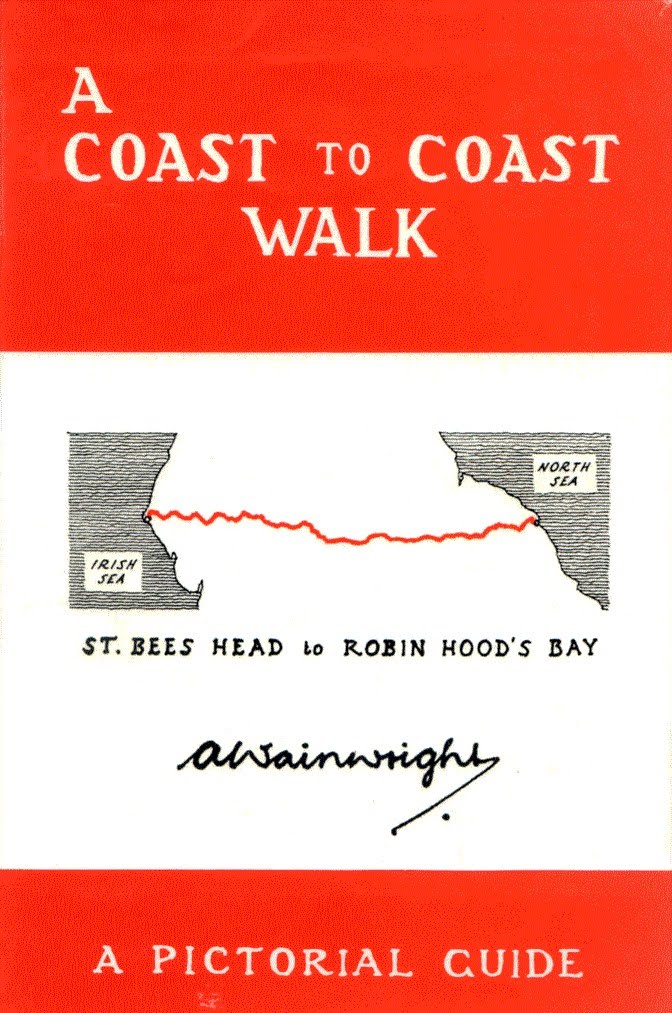 A
COAST TO COAST
WALK
NORTH
SEA
IRISH
SEA
ST. BEES HEAD to ROBIN HOOD'S BAY
AWainwright
A PICTORIAL GUIDE